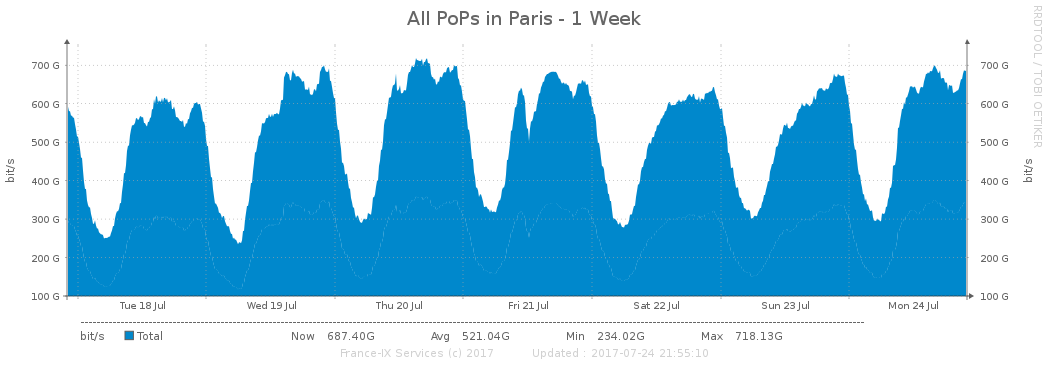 All PoPs in Paris - 1 Week
RRDTOOL / TOBI OETIKER
bit/s
700 G
600 G
500 G
400 G
300 G
200 G
100 G
700 G
600 G
500 G
400 G
300 G
200 G
100 G
bit/s
Tue 18 Jul Wed 19 Jul Thu 20 Jul Fri 21 Jul Sat 22 Jul Sun 23 Jul Mon 24 Jul
bit/s Total Now 687.40G Avg 521.04G Min 234.02G Max 718.13G
France-IX Services (c) 2017 Updated : 2017-07-24 21:55:10